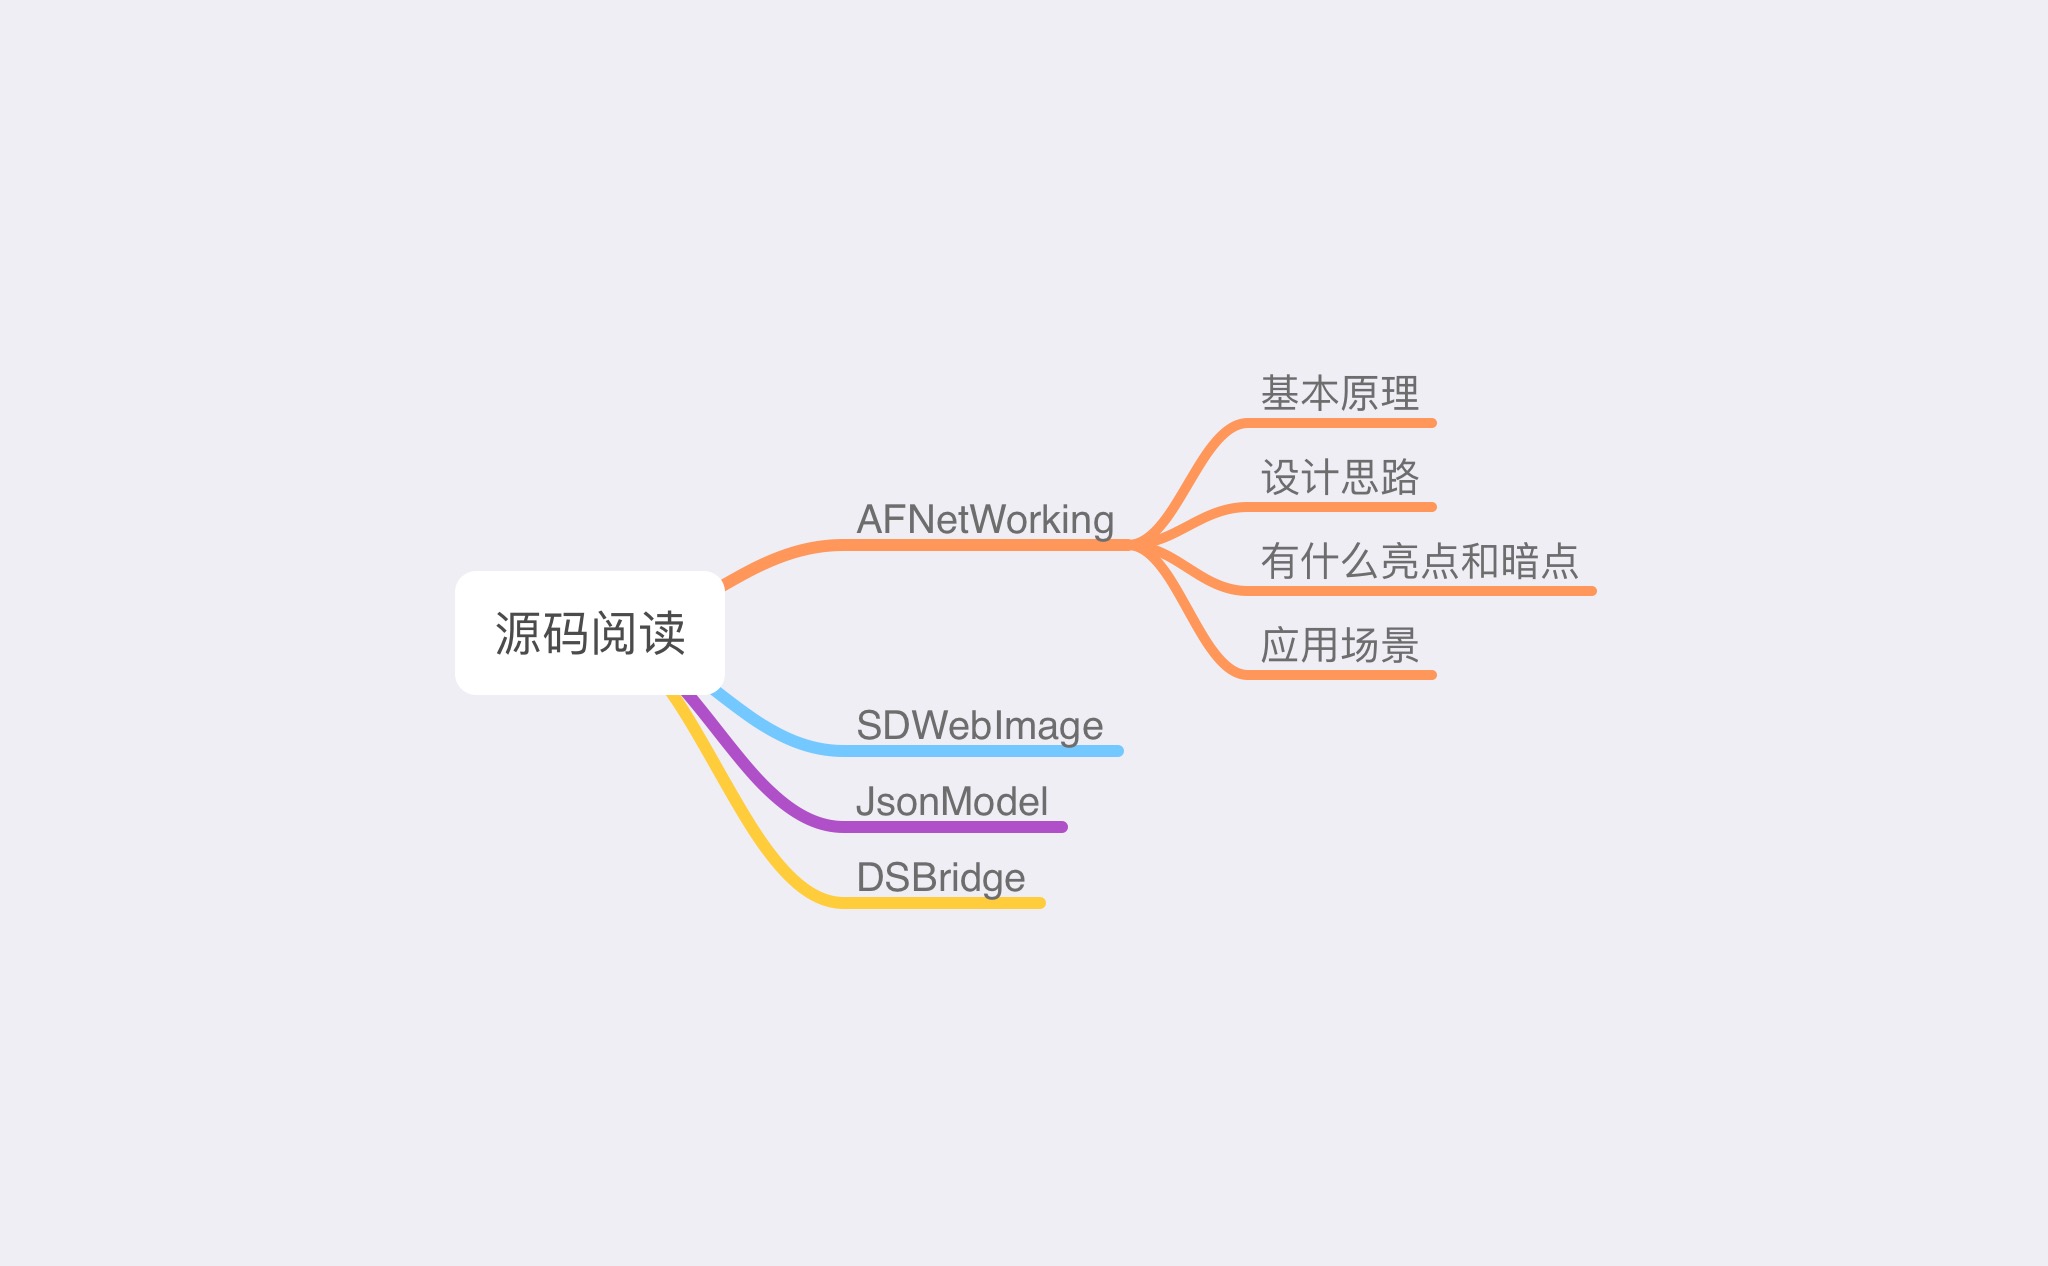 源码阅读
AFNetWorking
基本原理
设计思路
有什么亮点和暗点
应用场景
SDWebImage
JsonModel
DSBridge